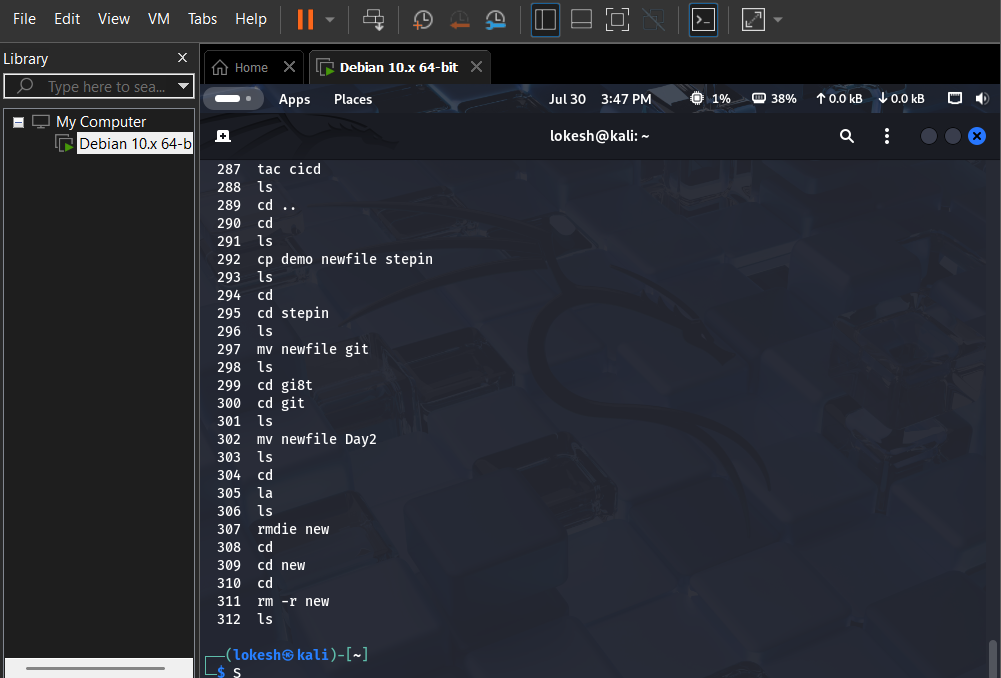 File Edit View VM Tabs Help
Library
Type here to sea...
My Computer
Debian 10.x 64-b
Home
Debian 10.x 64-bit
Apps Places Jul 30 3:47 PM 1% 38% 0.0 kB 0.0 kB
lokesh@kali: ~
287 tac cicd
288 ls
289 cd ..
290 cd
291 ls
292 cp demo newfile stepin
293 ls
294 cd
295 cd stepin
296 ls
297 mv newfile git
298 ls
299 cd gi8t
300 cd git
301 ls
302 mv newfile Day2
303 ls
304 cd
305 la
306 ls
307 rmdie new
308 cd
309 cd new
310 cd
311 rm -r new
312 ls
(lokesh㉿kali)-[~]
$ S